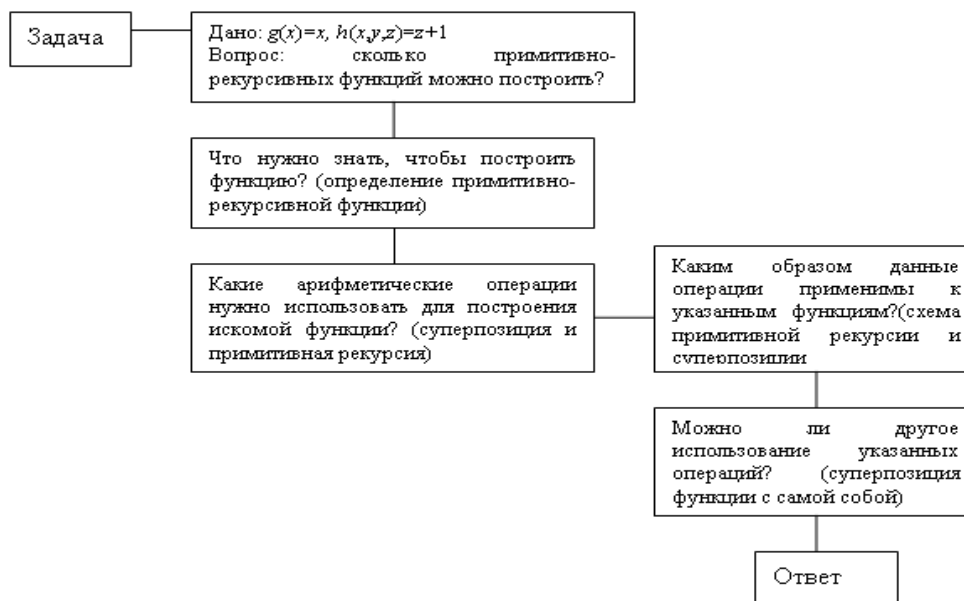 Задача
Дано: g(x)=x, h(x,y,z)=z+1
Вопрос: сколько примитивно-
рекурсивных функций можно построить?
Что нужно знать, чтобы построить
функцию? (определение примитивно-
рекурсивной функции)
Какие арифметические операции
нужно использовать для построения
искомой функции? (суперпозиция и
примитивная рекурсия)
Каким образом данные
операции применимы к
указанным функциям?(схема
примитивной рекурсии и
суперпозиции
Можно ли другое
использование указанных
операций? (суперпозиция
функции с самой собой)
Ответ